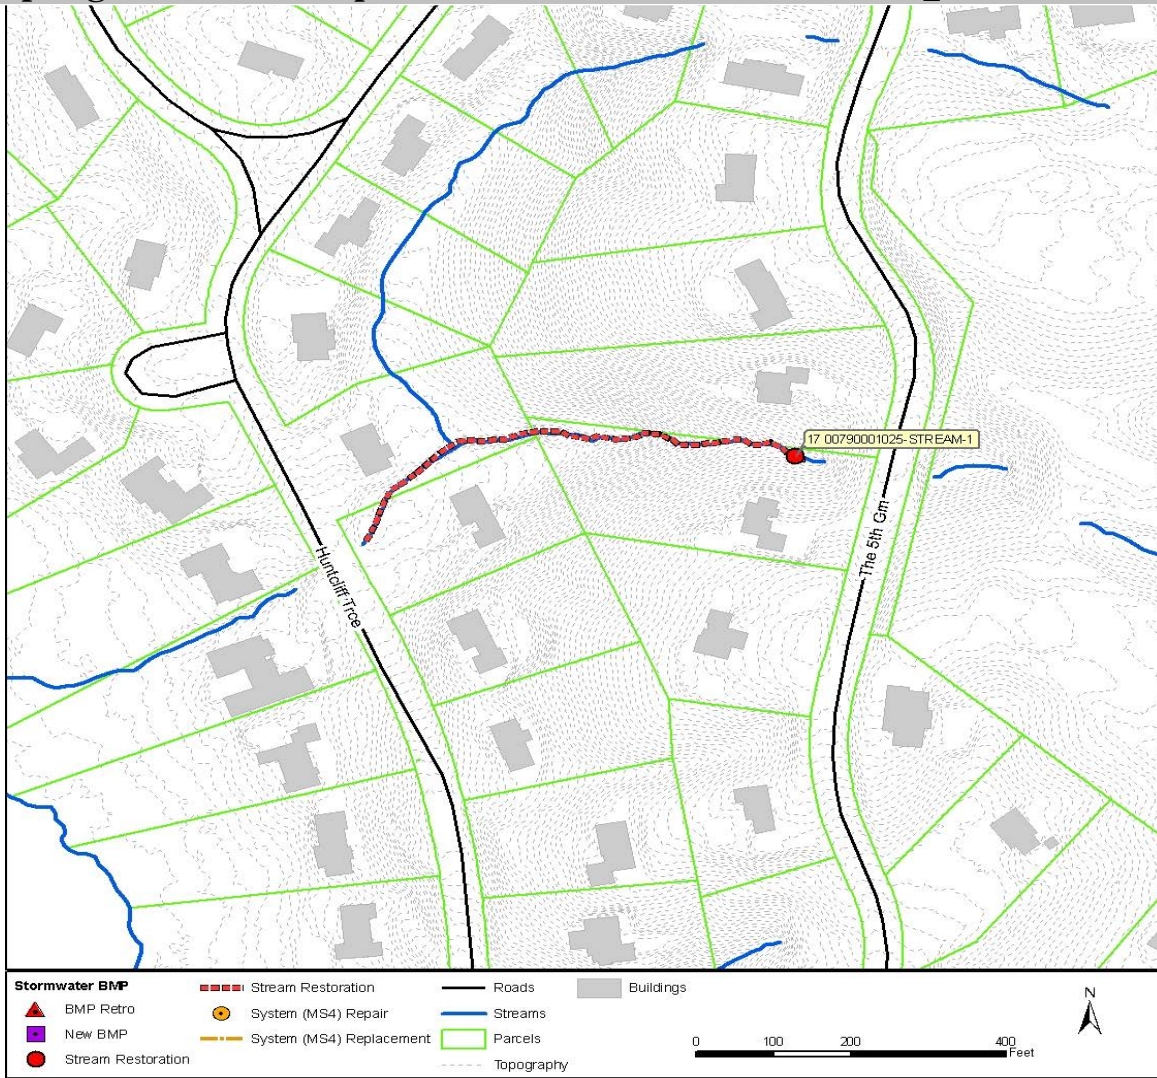 17 00790001025-STREAM-1
Huntcliff Trce
The 5th Grn
Stormwater BMP
BMP Retro
New BMP
Stream Restoration
Stream Restoration
System (MS4) Repair
System (MS4) Replacement
Roads
Streams
Parcels
Topography
Buildings
N
0 100 200 400
Feet